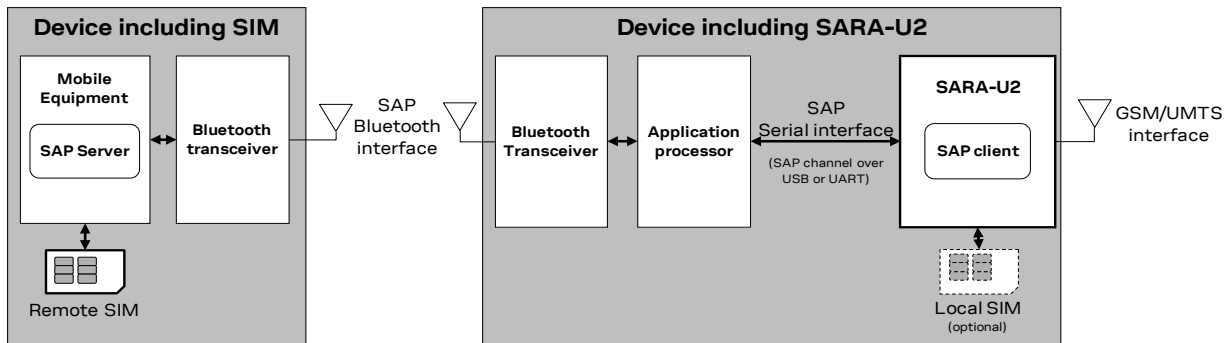 Device including SIM
Mobile
Equipment
SAP Server
Bluetooth
transceiver
Remote SIM
SAP
Bluetooth
interface
Device including SARA-U2
Bluetooth
Transceiver
Application
processor
SAP
Serial interface
(SAP channel over
USB or UART)
SARA-U2
SAP client
Local SIM
(optional)
GSM/UMTS
interface